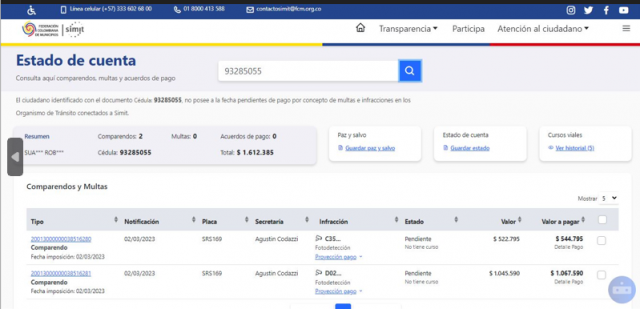 Línea celular (+57) 333 602 68 00
01 8000 413 588
contactosimit@fcm.org.co
FEDERACIÓN
COLOMBIANA
DE MUNICIPIOS
simit
Transparencia
Participa
Atención al ciudadano
Estado de cuenta
Consulta aquí comparendos, multas y acuerdos de pago
93285055
El ciudadano identificado con el documento Cédula: 93285055, no posee a la fecha pendientes de pago por concepto de multas e infracciones en los
Organismo de Tránsito conectados a Simit.
Resumen
Comparendos: 2
Multas: 0
Acuerdos de pago: 0
SUA*** ROB***
Cédula: 93285055
Total: $ 1.612.385
Paz y salvo
Guardar paz y salvo
Estado de cuenta
Guardar estado
Cursos viales
Ver historial (3)
Comparendos y Multas
Mostrar 5
Tipo Notificación Placa Secretaría Infracción Estado Valor Valor a pagar
20013000000038516280
Comparendo
Fecha imposición: 02/03/2023
02/03/2023
SRS169
Agustin Codazzi
C35...
Fotodetección
Proyección pago
Pendiente
No tiene curso
$ 522.795
$ 544.795
Detalle Pago
20013000000038516281
Comparendo
Fecha imposición: 02/03/2023
02/03/2023
SRS169
Agustin Codazzi
D02...
Fotodetección
Proyección pago
Pendiente
No tiene curso
$ 1.045.590
$ 1.067.590
Detalle Pago